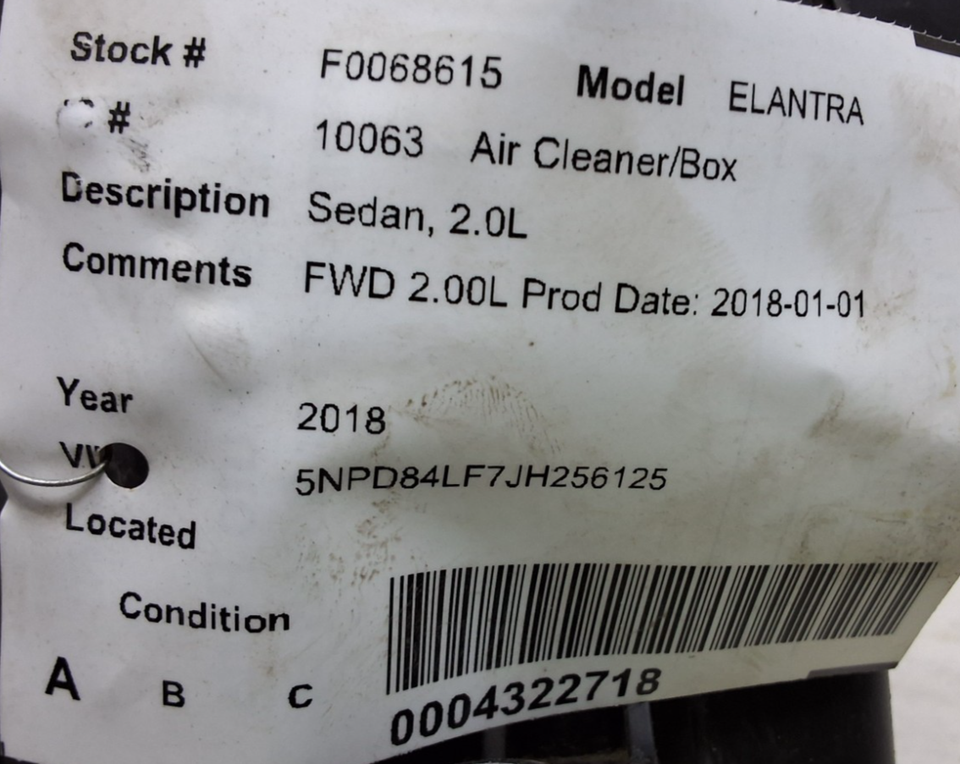 Stock # F0068615 Model ELANTRA
# 10063 Air Cleaner/Box
Description Sedan, 2.0L
Comments FWD 2.00L Prod Date: 2018-01-01
Year 2018
5NPD84LF7JH256125
Located
Condition
A B C
0004322718